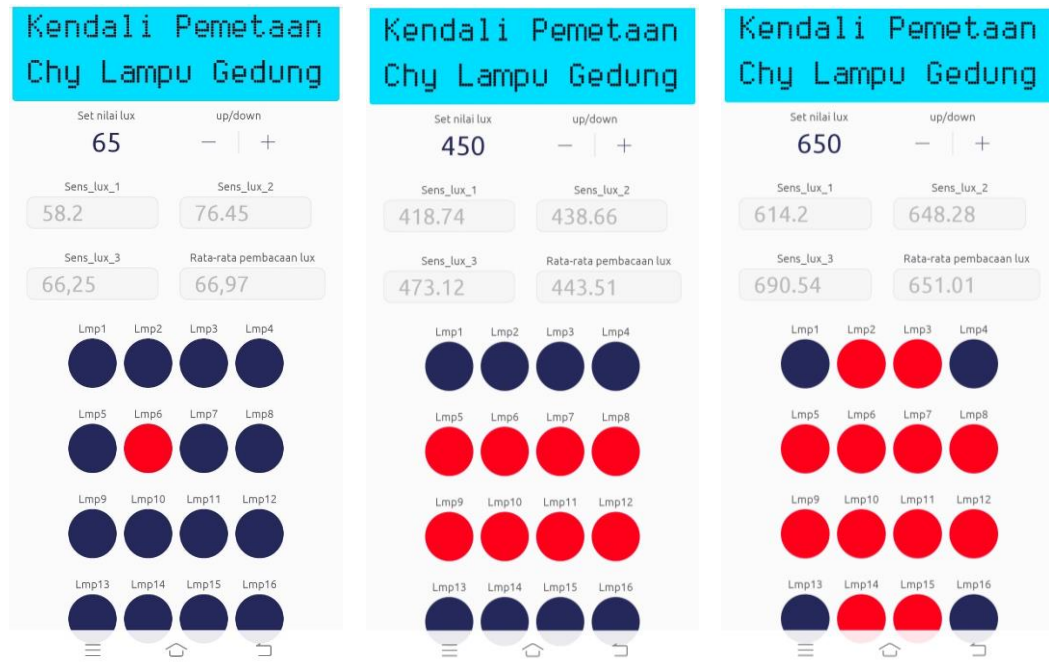 Kendali Pemetaan
Chy Lampu Gedung
Set nilai lux up/down
65 − +
Sens_lux_1 Sens_lux_2
58.2 76.45
Sens_lux_3 Rata-rata pembacaan lux
66,25 66,97
Lmp1 Lmp2 Lmp3 Lmp4
Lmp5 Lmp6 Lmp7 Lmp8
Lmp9 Lmp10 Lmp11 Lmp12
Lmp13 Lmp14 Lmp15 Lmp16
Kendali Pemetaan
Chy Lampu Gedung
Set nilai lux up/down
450 − +
Sens_lux_1 Sens_lux_2
418.74 438.66
Sens_lux_3 Rata-rata pembacaan lux
473.12 443.51
Lmp1 Lmp2 Lmp3 Lmp4
Lmp5 Lmp6 Lmp7 Lmp8
Lmp9 Lmp10 Lmp11 Lmp12
Lmp13 Lmp14 Lmp15 Lmp16
Kendali Pemetaan
Chy Lampu Gedung
Set nilai lux up/down
650 − +
Sens_lux_1 Sens_lux_2
614.2 648.28
Sens_lux_3 Rata-rata pembacaan lux
690.54 651.01
Lmp1 Lmp2 Lmp3 Lmp4
Lmp5 Lmp6 Lmp7 Lmp8
Lmp9 Lmp10 Lmp11 Lmp12
Lmp13 Lmp14 Lmp15 Lmp16